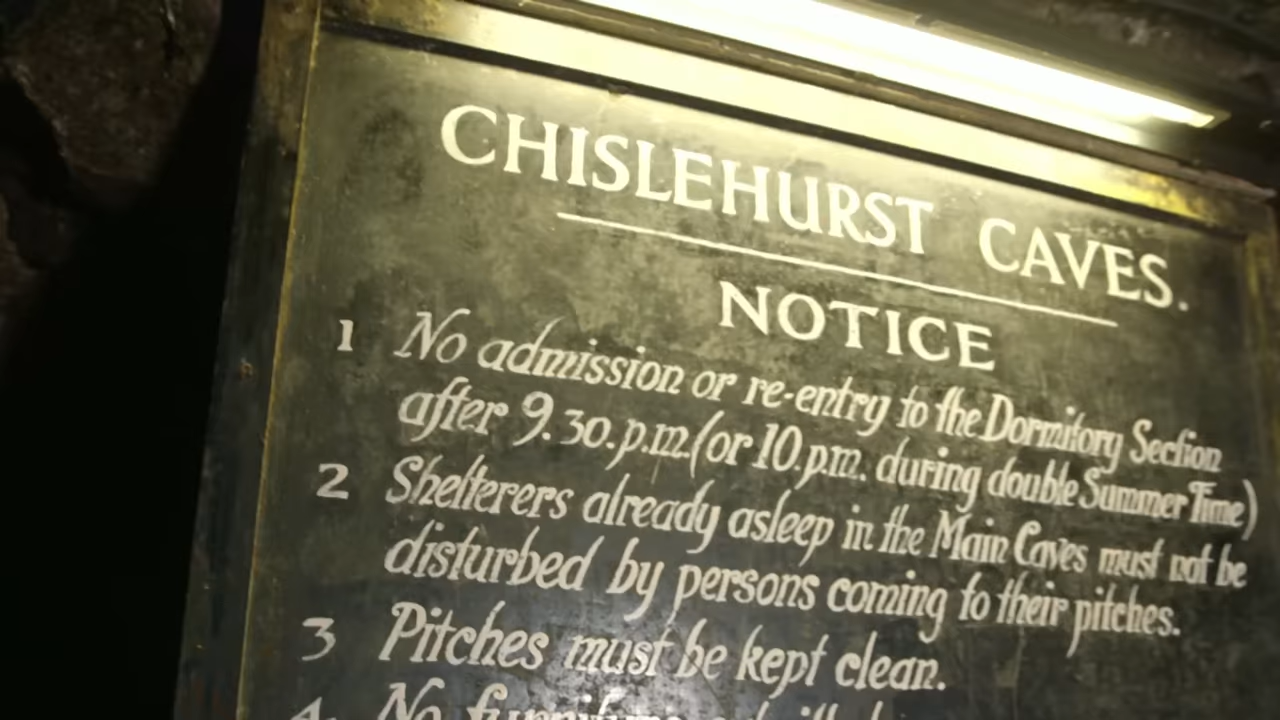 CHISLEHURST CAVES.
NOTICE
1 No admission or re-entry to the Dormitory Section
after 9.30.p.m.(or 10.p.m. during double Summer Time)
2 Shelterers already asleep in the Main Caves must not be
disturbed by persons coming to their pitches.
3 Pitches must be kept clean.
4. No